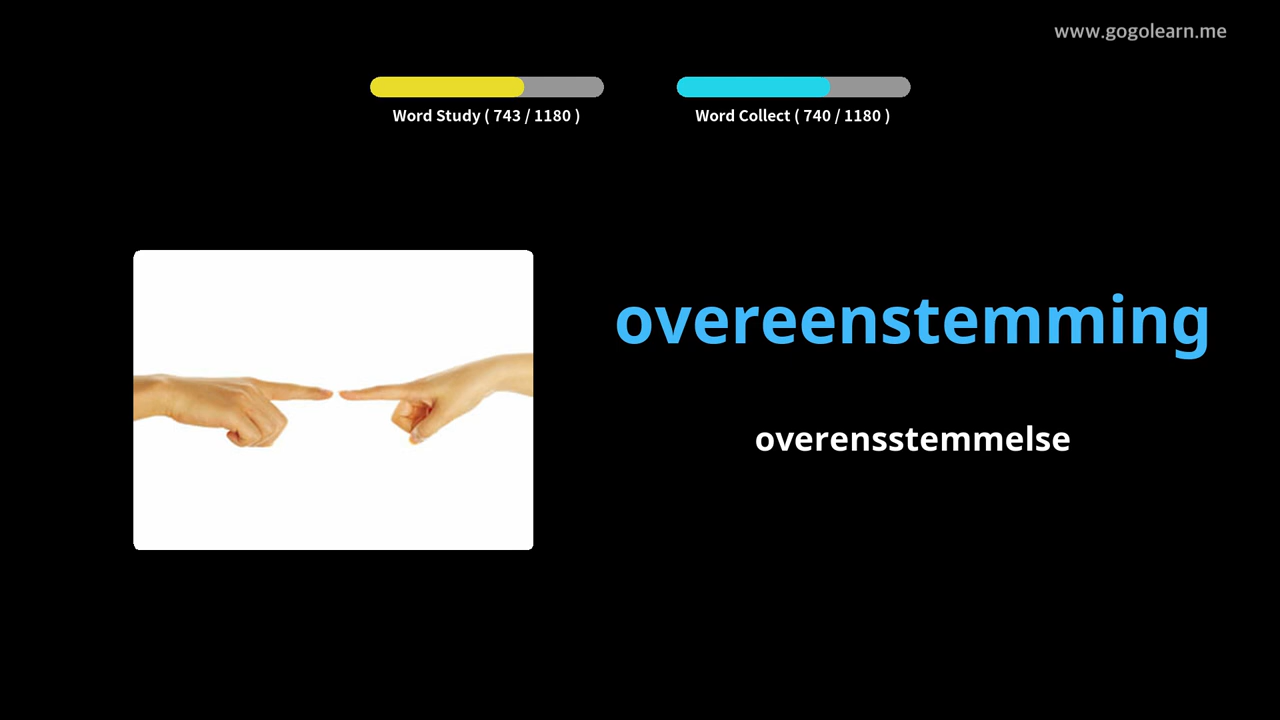 www.gogolearn.me
Word Study ( 743 / 1180 )
Word Collect ( 740 / 1180 )
overeenstemming
overensstemmelse